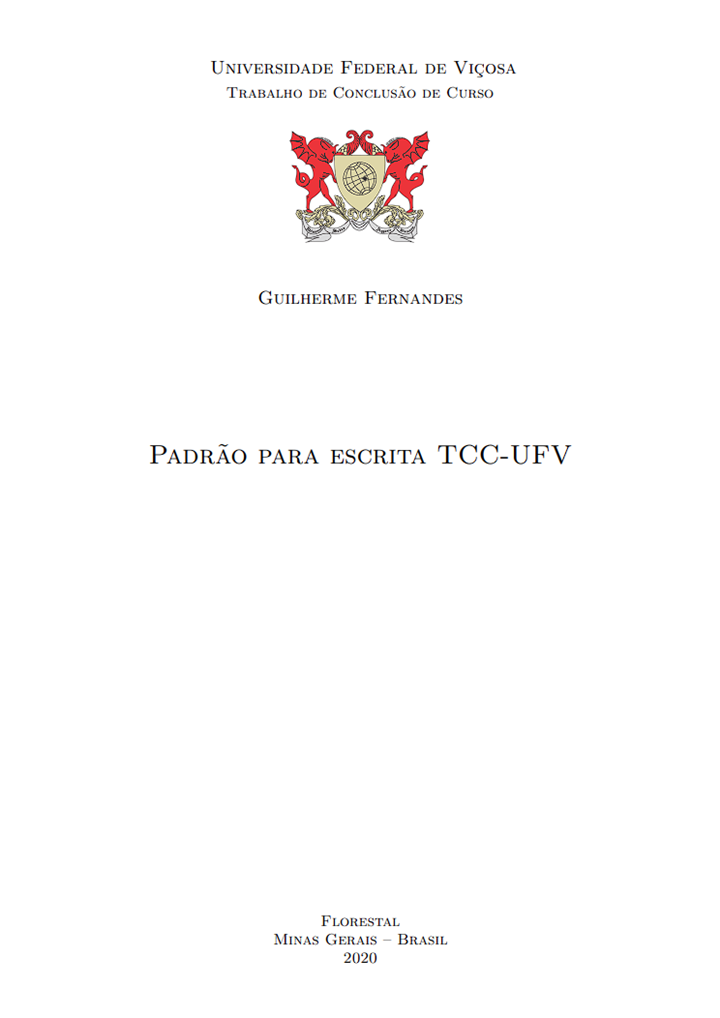 Universidade Federal de Viçosa
Trabalho de Conclusão de Curso
Guilherme Fernandes
Padrão para escrita TCC-UFV
Florestal
Minas Gerais – Brasil
2020